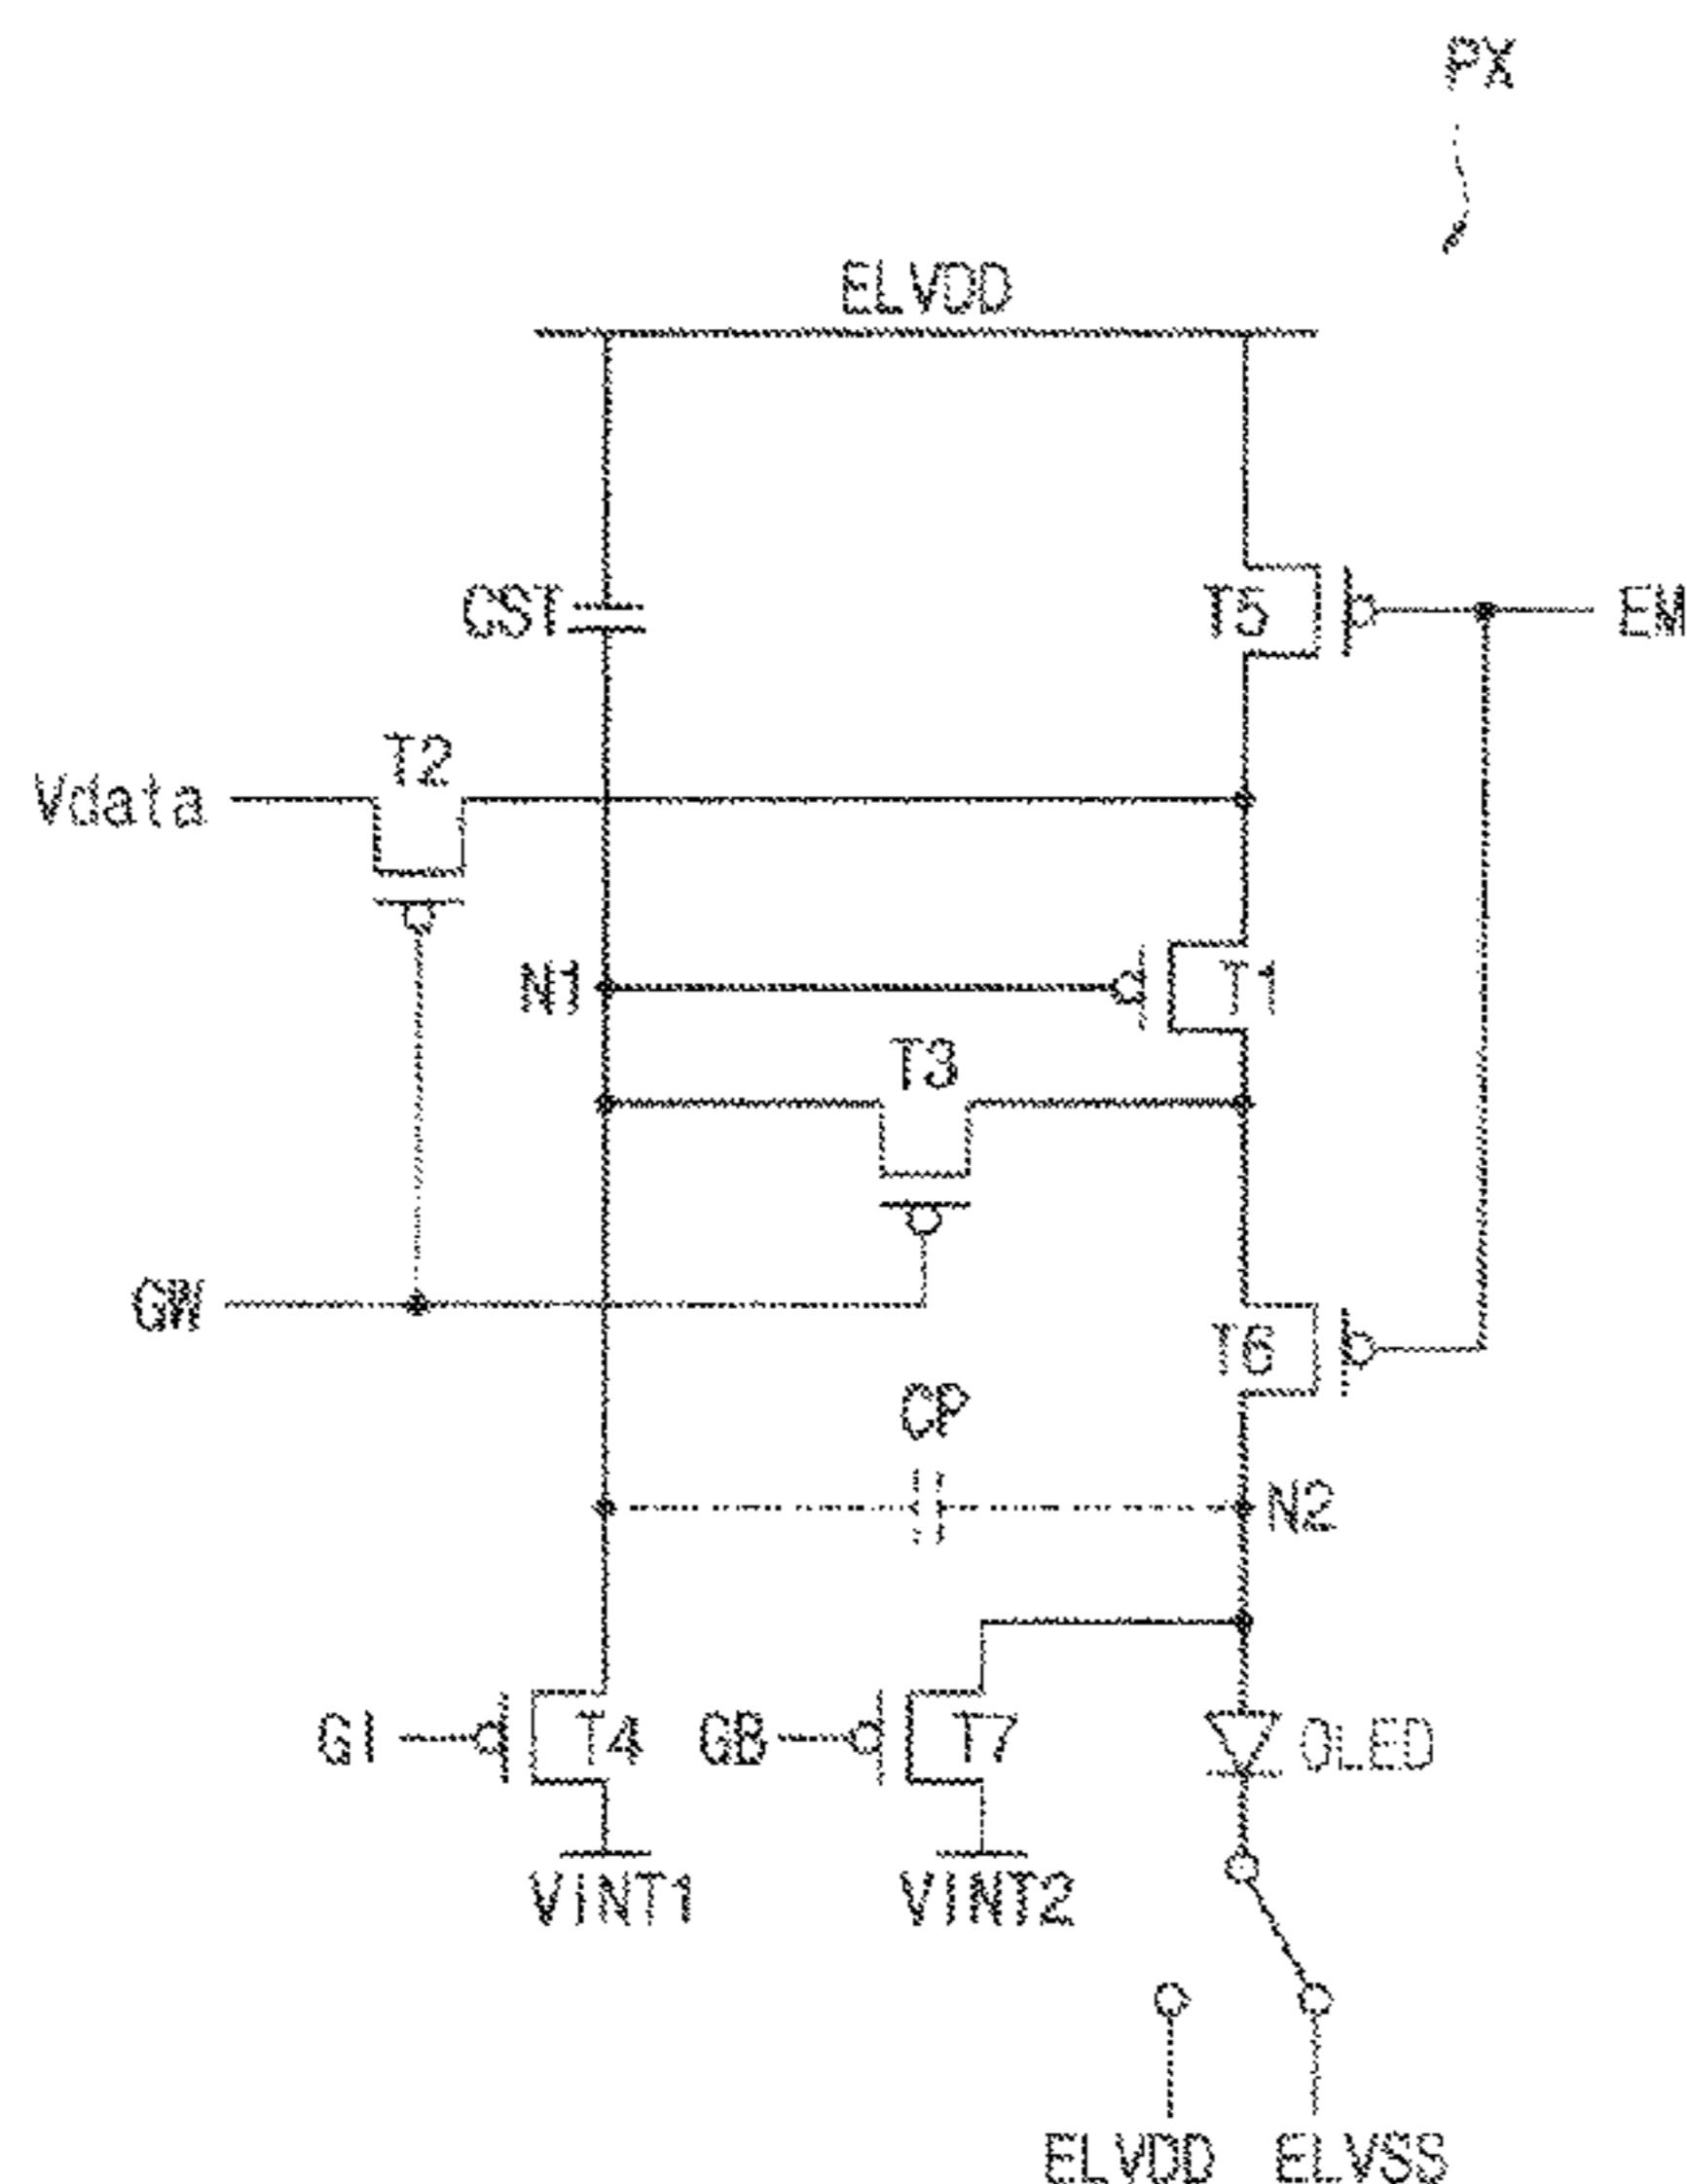 PX
ELVDD
CST
T5
EM
T2
Vdata
N1
T1
T3
GW
T6
CP
N2
GI
T4
GB
T7
OLED
VINT1
VINT2
ELVDD
ELVSS